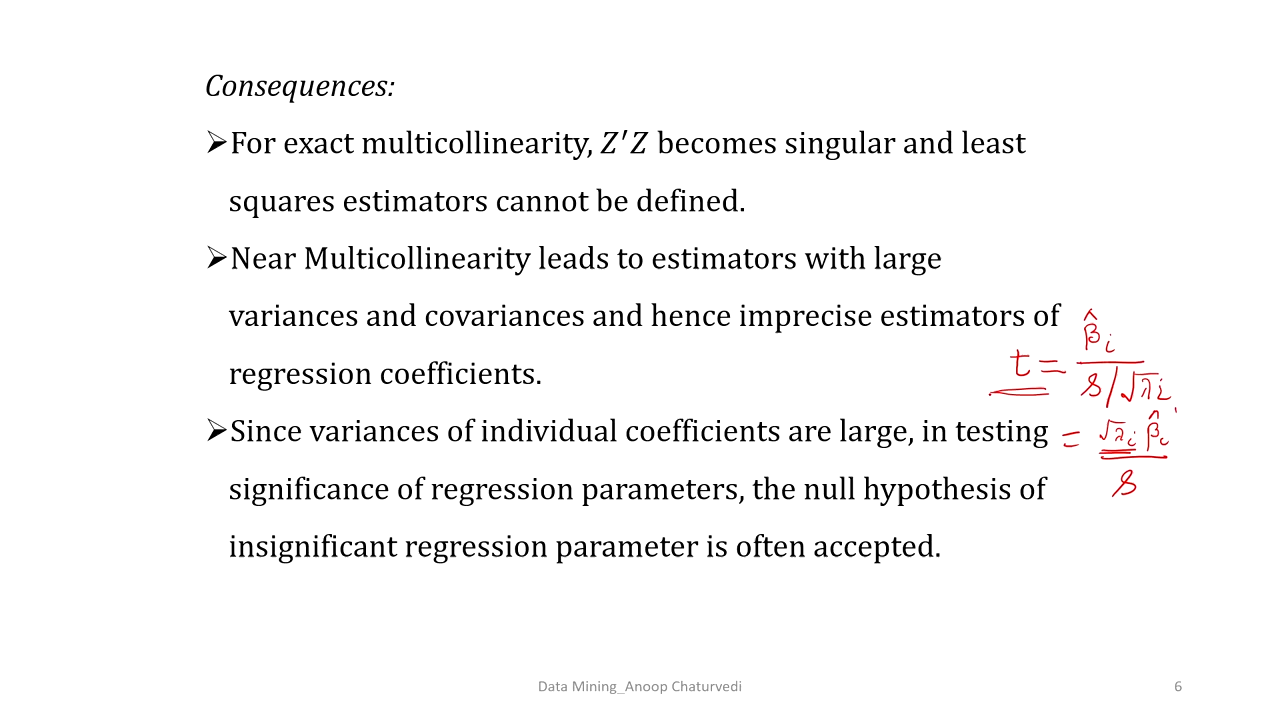 Consequences:
➢For exact multicollinearity, Z′Z becomes singular and least
squares estimators cannot be defined.
➢Near Multicollinearity leads to estimators with large
variances and covariances and hence imprecise estimators of
regression coefficients.
t = β̂i / (s/√λi)
➢Since variances of individual coefficients are large, in testing
= √λi β̂i / s
significance of regression parameters, the null hypothesis of
insignificant regression parameter is often accepted.
Data Mining_Anoop Chaturvedi
6